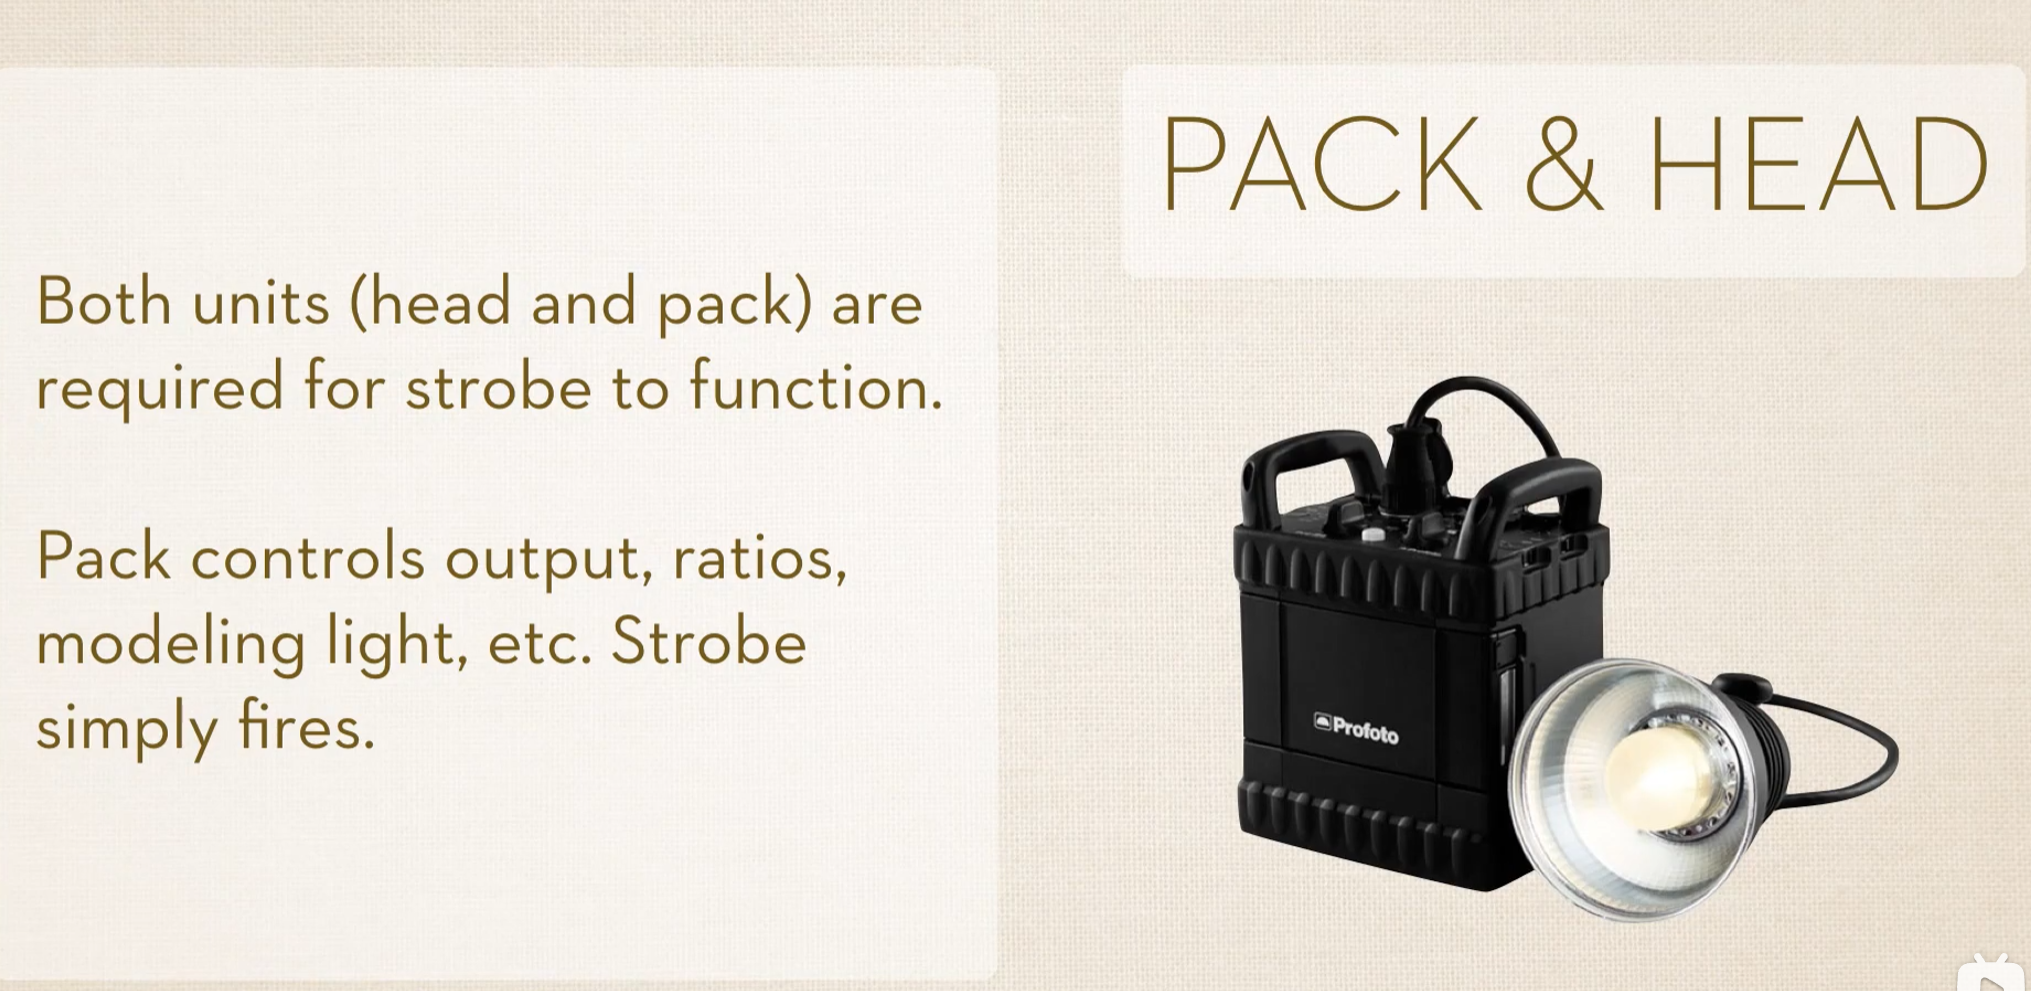 PACK & HEAD
Both units (head and pack) are
required for strobe to function.
Pack controls output, ratios,
modeling light, etc. Strobe
simply fires.
Profoto